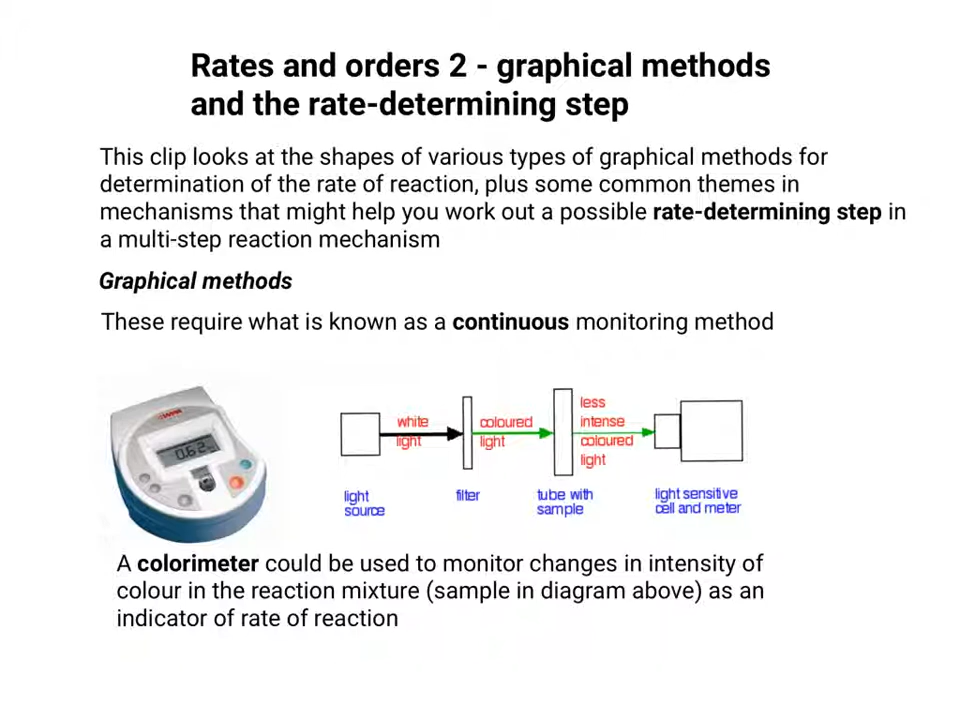 Rates and orders 2 - graphical methods
and the rate-determining step
This clip looks at the shapes of various types of graphical methods for
determination of the rate of reaction, plus some common themes in
mechanisms that might help you work out a possible rate-determining step in
a multi-step reaction mechanism
Graphical methods
These require what is known as a continuous monitoring method
white
light
coloured
light
less
intense
coloured
light
light
source
filter
tube with
sample
light sensitive
cell and meter
A colorimeter could be used to monitor changes in intensity of
colour in the reaction mixture (sample in diagram above) as an
indicator of rate of reaction